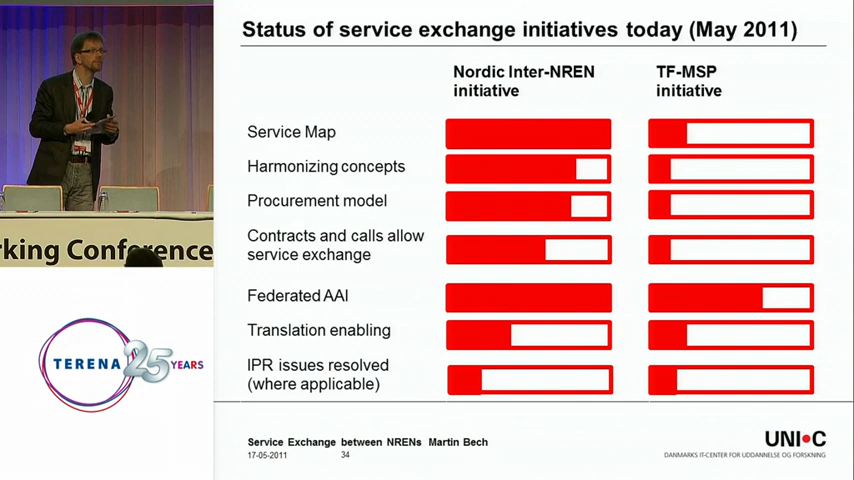 Status of service exchange initiatives today (May 2011)
Nordic Inter-NREN
initiative
TF-MSP
initiative
Service Map
Harmonizing concepts
Procurement model
Contracts and calls allow
service exchange
Federated AAI
Translation enabling
IPR issues resolved
(where applicable)
rking Conference
TERENA 25 YEARS
Service Exchange between NRENs Martin Bech
17-05-2011
34
UNI•C
DANMARKS IT-CENTER FOR UDDANNELSE OG FORSKNING